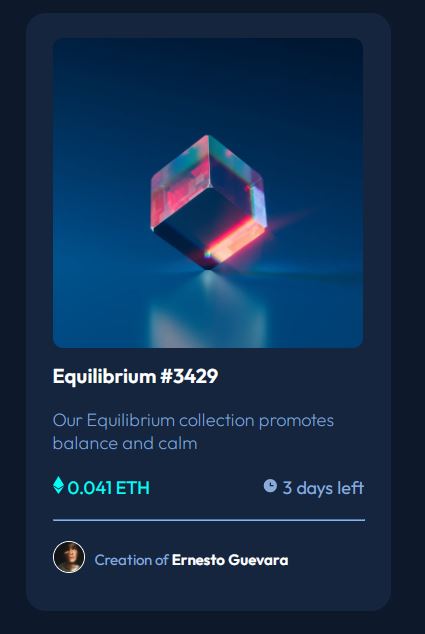 Equilibrium #3429
Our Equilibrium collection promotes
balance and calm
0.041 ETH
3 days left
Creation of Ernesto Guevara